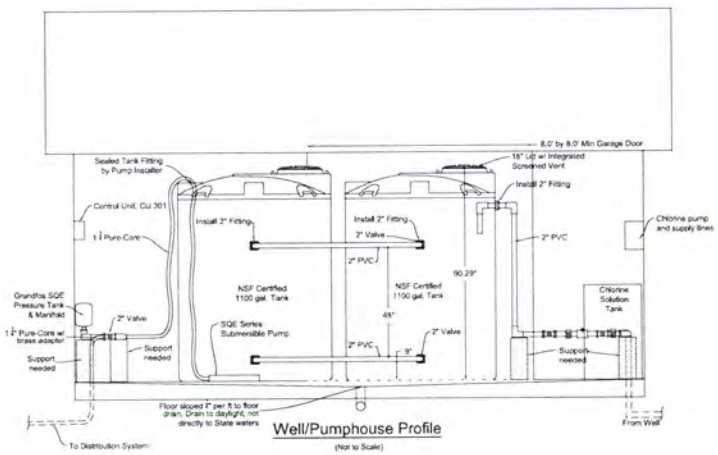 8.0' by 8.0' Min Garage Door
Sealed Tank Fitting
by Pump Installer
18" Lid w/ Integrated
Screened Vent
Install 2" Fitting
Control Unit, CU 301
Install 2" Fitting
Install 2" Fitting
2" Valve
Chlorine pump
and supply lines
1 1/4" Pure-Core
2" PVC
2" PVC
90.29"
NSF Certified
1100 gal. Tank
NSF Certified
1100 gal. Tank
Chlorine
Solution
Tank
Grundfos SQE
Pressure Tank
& Manifold
48"
2" Valve
SQE Series
Submersible Pump
1 1/4" Pure-Core w/
brass adapter
2" PVC
2" Valve
9"
Support
needed
Support
needed
Support
needed
Floor sloped per ft to floor
drain, Drain to daylight, not
directly to State waters
To Distribution System
Well/Pumphouse Profile
(Not to Scale)
From Well